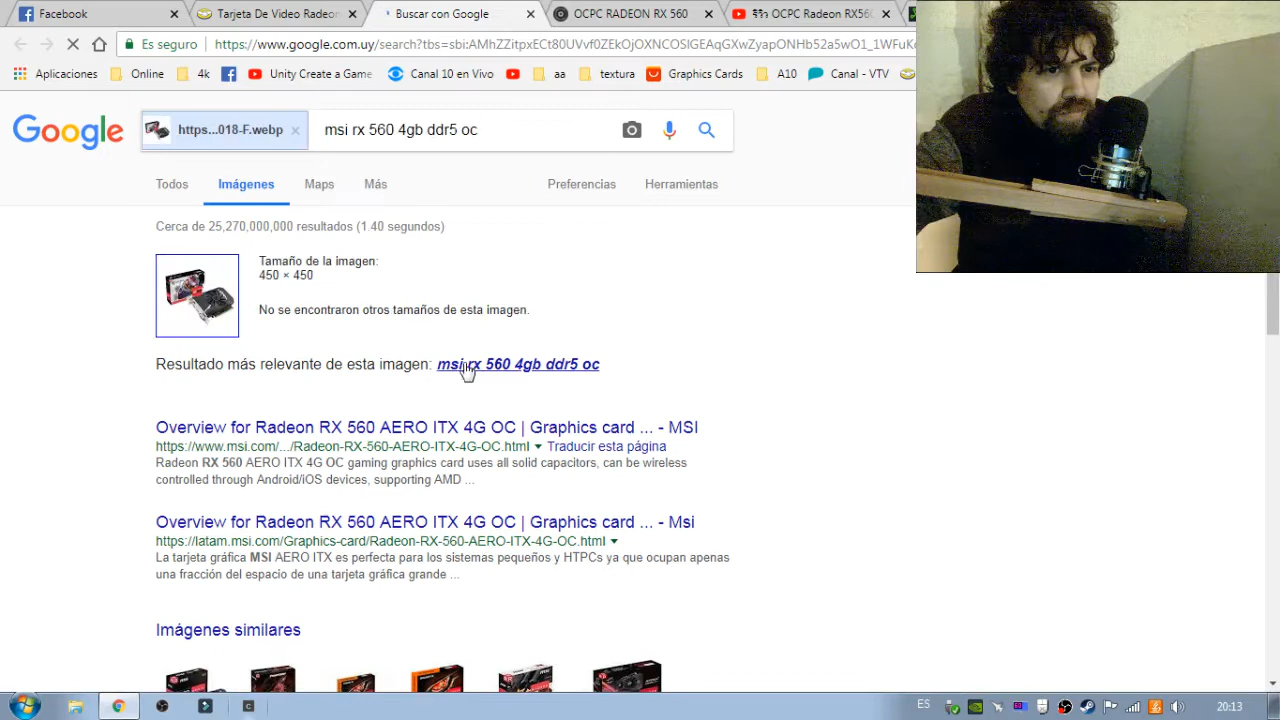 Facebook
Tarjeta De Video Radeon
Buscar con Google
OCPC RADEON RX 560
OCPC Radeon RX56
Es seguro
https://www.google.com.uy/search?tbs=sbi:
Aplicaciones
Online
4k
Unity Create a Game
Canal 10 en Vivo
aa
textura
Graphics Cards
A10
Canal - VTV
Google
https...018-F.webp ×
msi rx 560 4gb ddr5 oc
Todos
Imágenes
Maps
Más
Preferencias
Herramientas
Cerca de 25,270,000,000 resultados (1.40 segundos)
Tamaño de la imagen:
450 × 450
No se encontraron otros tamaños de esta imagen.
Resultado más relevante de esta imagen: msi rx 560 4gb ddr5 oc
Overview for Radeon RX 560 AERO ITX 4G OC | Graphics card ... - MSI
https://www.msi.com/.../Radeon-RX-560-AERO-ITX-4G-OC.html ▾ Traducir esta página
Radeon RX 560 AERO ITX 4G OC gaming graphics card uses all solid capacitors, can be wireless
controlled through Android/iOS devices, supporting AMD ...
Overview for Radeon RX 560 AERO ITX 4G OC | Graphics card ... - Msi
https://latam.msi.com/Graphics-card/Radeon-RX-560-AERO-ITX-4G-OC.html ▾
La tarjeta gráfica MSI AERO ITX es perfecta para los sistemas pequeños y HTPCs ya que ocupan apenas
una fracción del espacio de una tarjeta gráfica grande ...
Imágenes similares
ES
20:13